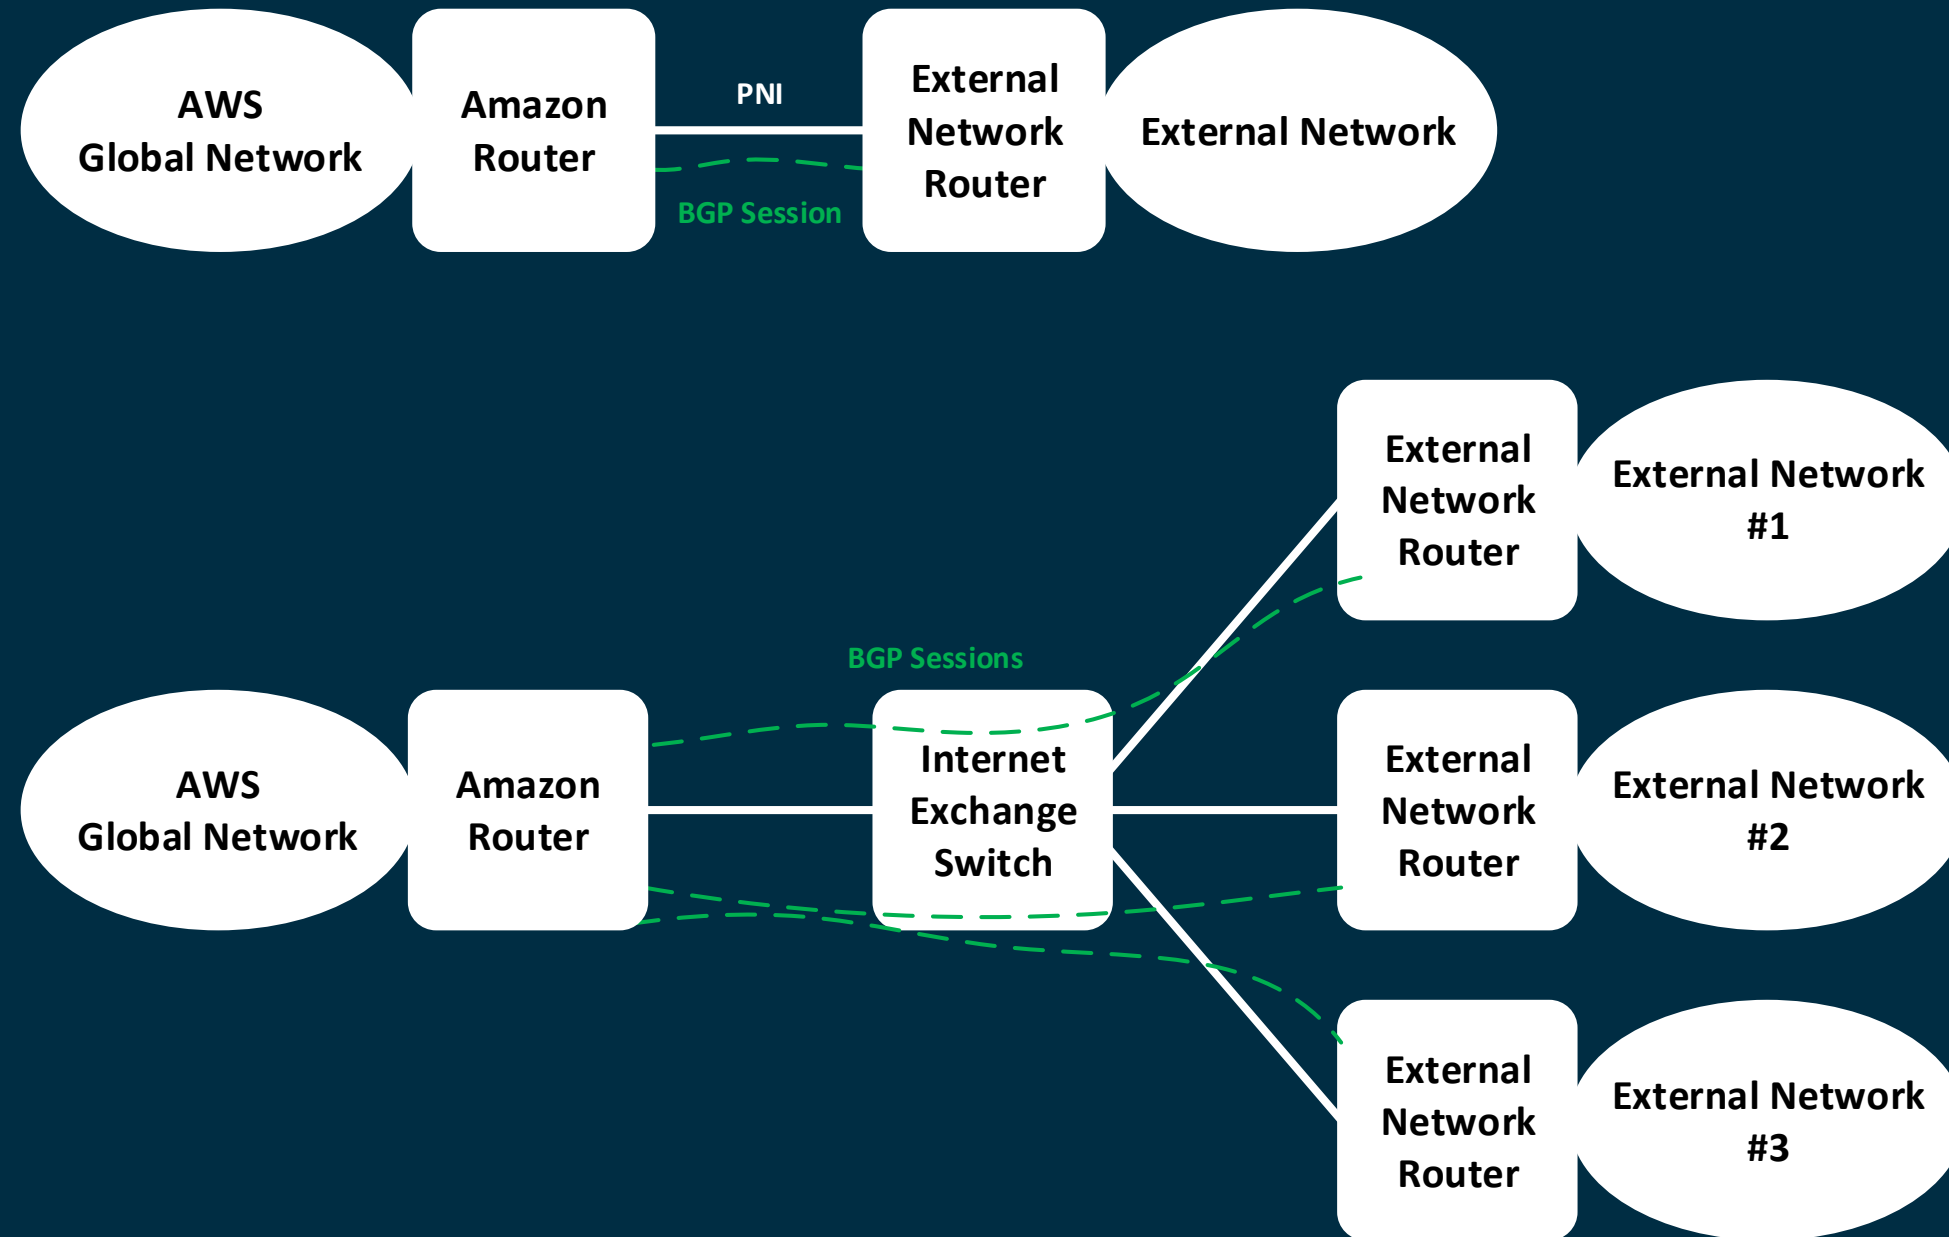 AWS
Global Network
Amazon
Router
PNI
BGP Session
External
Network
Router
External Network
External
Network
Router
External Network
#1
BGP Sessions
AWS
Global Network
Amazon
Router
Internet
Exchange
Switch
External
Network
Router
External Network
#2
External
Network
Router
External Network
#3